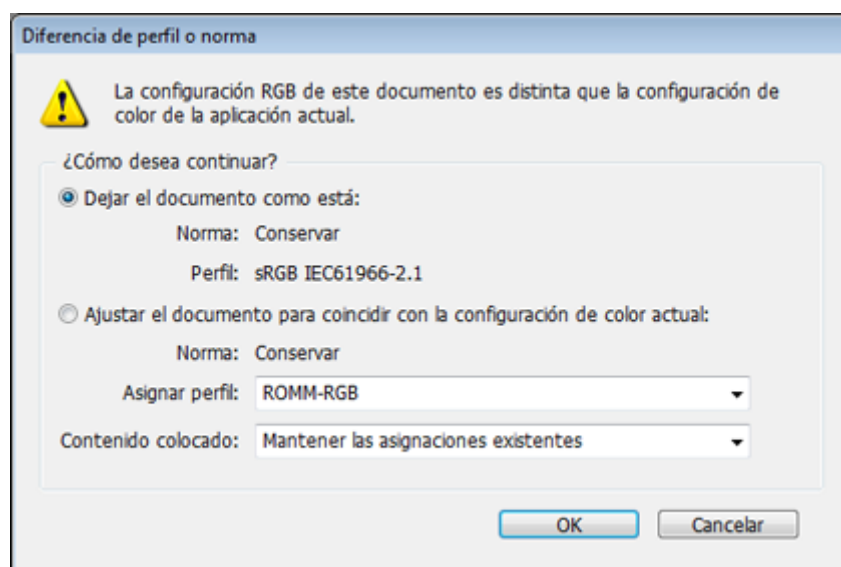 Diferencia de perfil o norma
La configuración RGB de este documento es distinta que la configuración de
color de la aplicación actual.
¿Cómo desea continuar?
Dejar el documento como está:
Norma: Conservar
Perfil: sRGB IEC61966-2.1
Ajustar el documento para coincidir con la configuración de color actual:
Norma: Conservar
Asignar perfil: ROMM-RGB
Contenido colocado: Mantener las asignaciones existentes
OK Cancelar